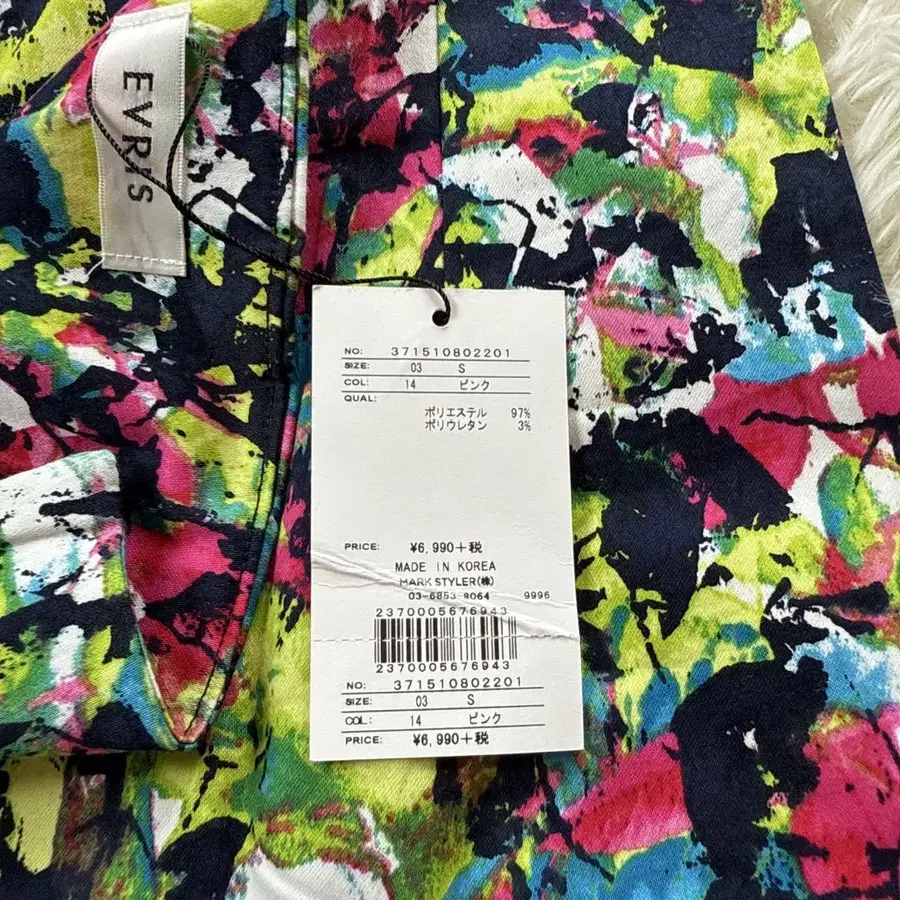 EVRIS
NO: 371510802201
SIZE: 03 S
COL: 14 ピンク
QUAL:
ポリエステル 97%
ポリウレタン 3%
PRICE: ¥6,990+税
MADE IN KOREA
MARK STYLER(株)
03-6853-8064 9996
2370005676943
2370005676943
NO: 371510802201
SIZE: 03 S
COL: 14 ピンク
PRICE: ¥6,990+税